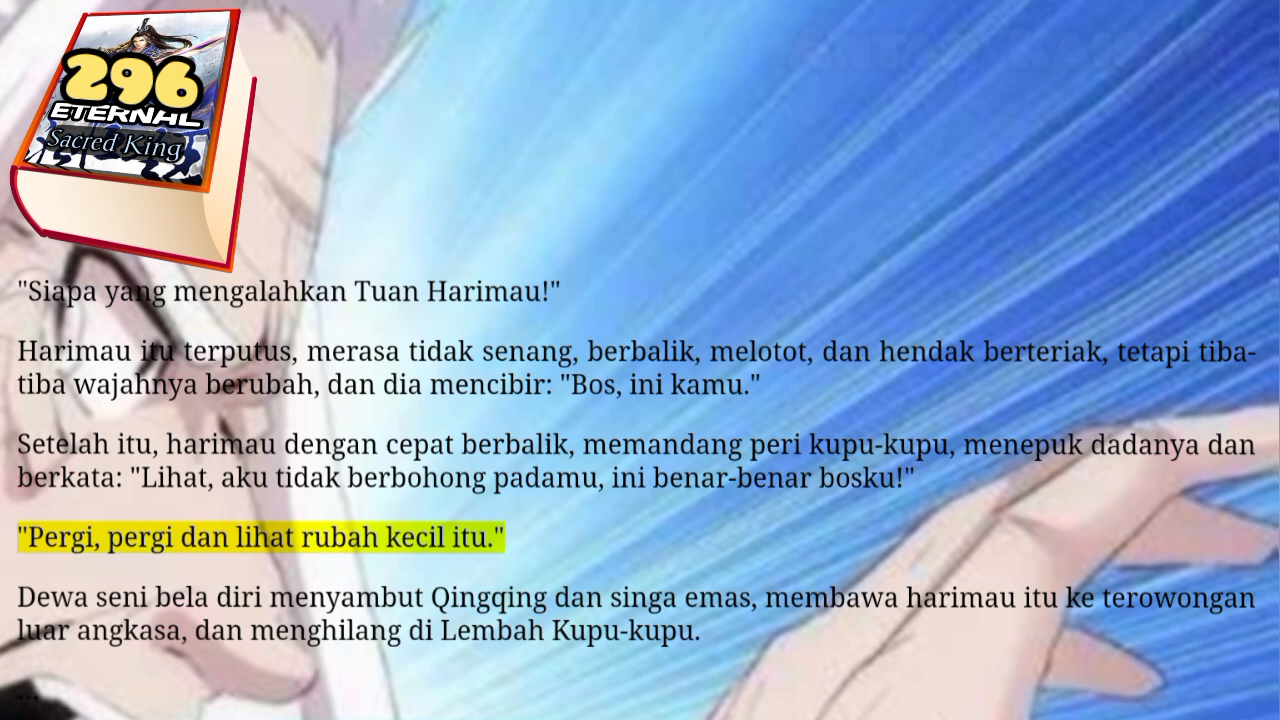 296
ETERNAL
Sacred King
"Siapa yang mengalahkan Tuan Harimau!"
Harimau itu terputus, merasa tidak senang, berbalik, melotot, dan hendak berteriak, tetapi tiba-
tiba wajahnya berubah, dan dia mencibir: "Bos, ini kamu."
Setelah itu, harimau dengan cepat berbalik, memandang peri kupu-kupu, menepuk dadanya dan
berkata: "Lihat, aku tidak berbohong padamu, ini benar-benar bosku!"
"Pergi, pergi dan lihat rubah kecil itu."
Dewa seni bela diri menyambut Qingqing dan singa emas, membawa harimau itu ke terowongan
luar angkasa, dan menghilang di Lembah Kupu-kupu.
...